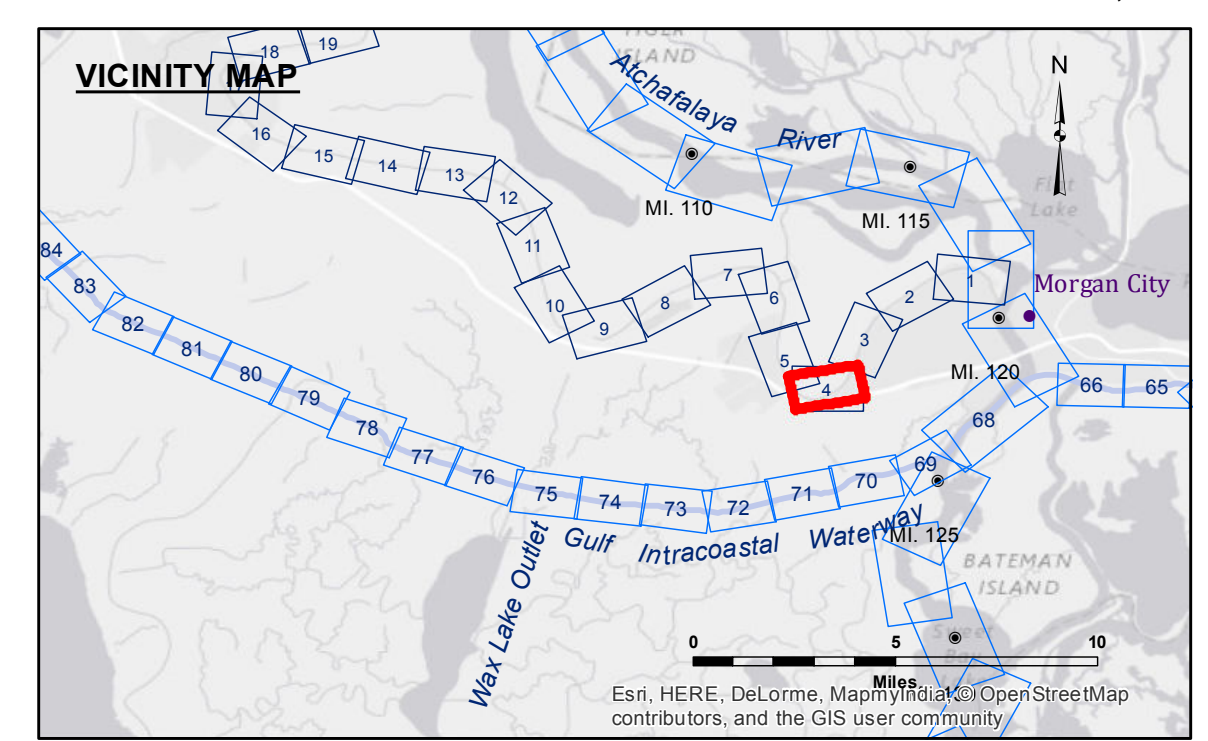 VICINITY MAP
18
19
TIGER
ISLAND
Atchafalaya
River
N
16
15
14
13
12
MI. 110
MI. 115
Flat
Lake
84
83
11
10
9
8
7
6
2
1
Morgan City
82
81
80
79
78
5
3
4
MI. 120
66
65
68
77
76
75
74
73
72
71
70
69
Wax Lake Outlet
Gulf Intracoastal Waterway
MI. 125
BATEMAN
ISLAND
Sweet
Bay
0
5
10
Miles
Esri, HERE, DeLorme, MapmyIndia, © OpenStreetMap
contributors, and the GIS user community